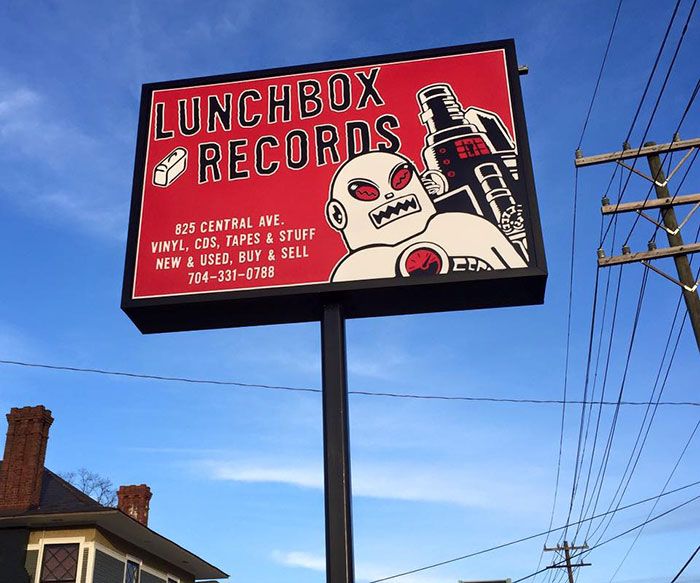 LUNCHBOX
RECORDS
825 CENTRAL AVE.
VINYL, CDS, TAPES & STUFF
NEW & USED, BUY & SELL
704-331-0788